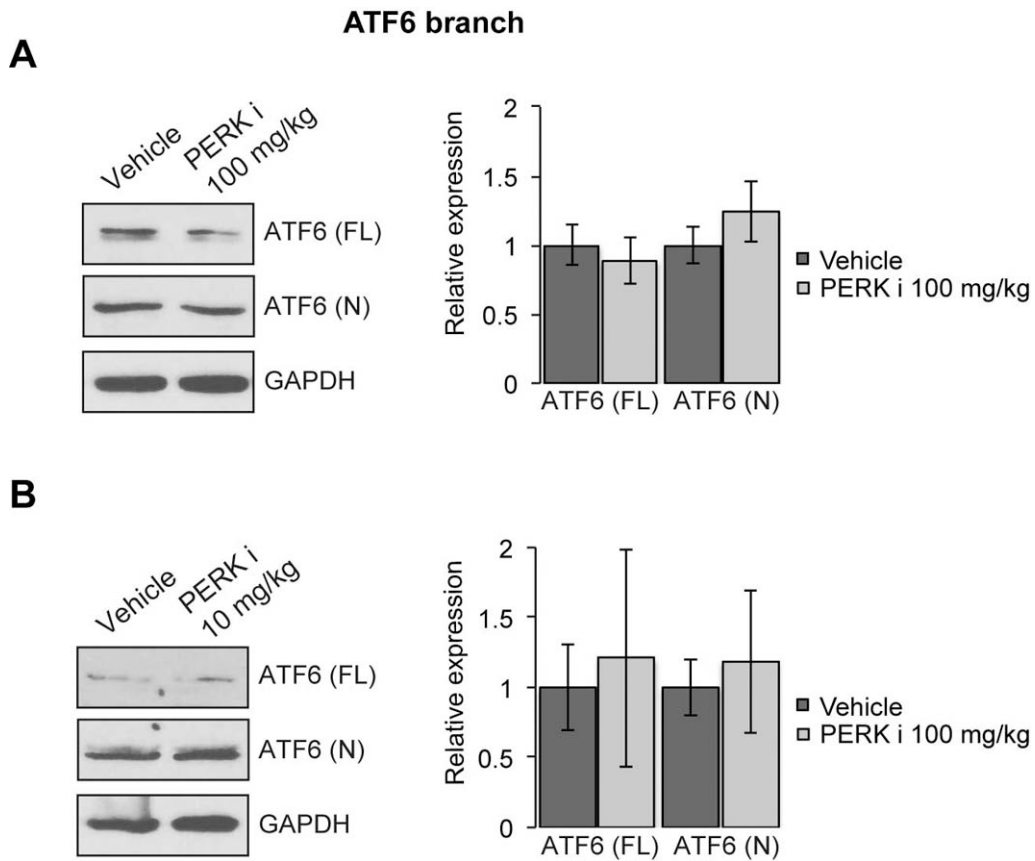 ATF6 branch
A
Vehicle
PERK i
100 mg/kg
ATF6 (FL)
ATF6 (N)
GAPDH
Relative expression
2
1.5
1
0.5
0
ATF6 (FL)
ATF6 (N)
Vehicle
PERK i 100 mg/kg
B
Vehicle
PERK i
10 mg/kg
ATF6 (FL)
ATF6 (N)
GAPDH
Relative expression
2
1.5
1
0.5
0
ATF6 (FL)
ATF6 (N)
Vehicle
PERK i 100 mg/kg